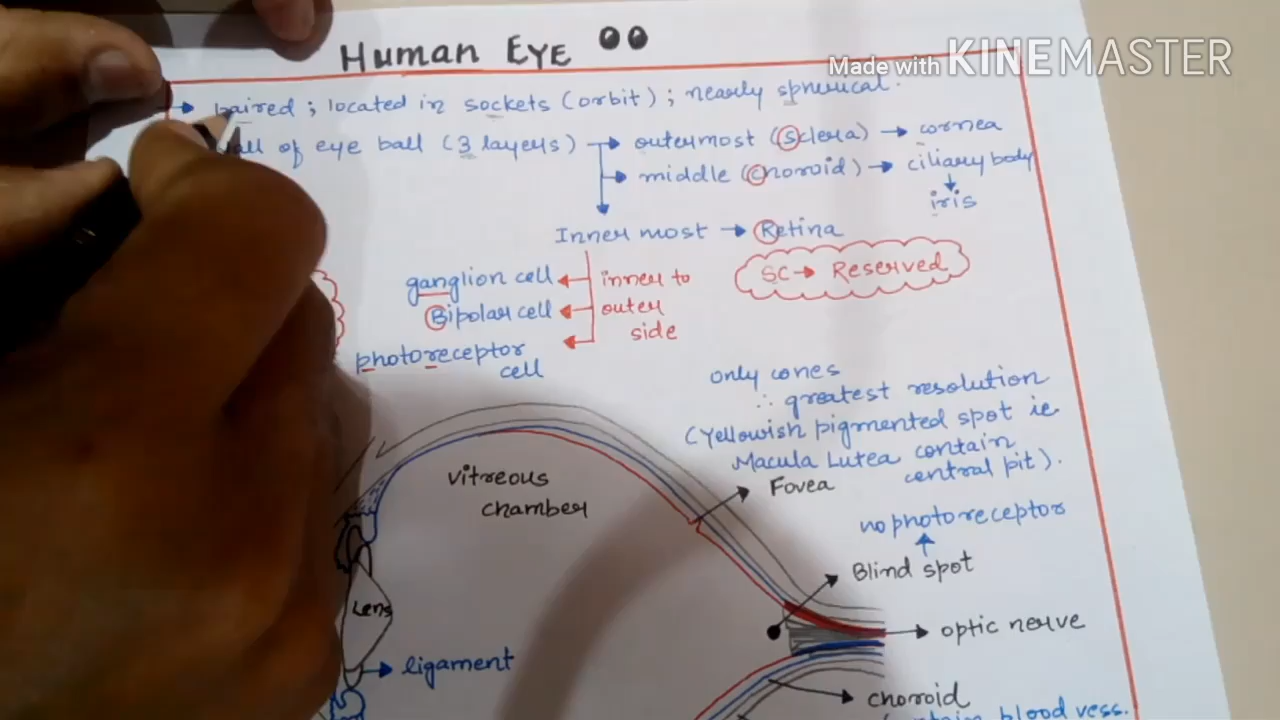 Human EYE
Made with KINEMASTER
→ paired ; located in sockets (orbit) ; nearly spherical.
wall of eye ball (3 layers) → outermost (sclera) → cornea
→ middle (choroid) → ciliary body
iris
Inner most → Retina
SC → Reserved
ganglion cell ← inner to
Bipolar cell ← outer
side
photoreceptor
cell
only cones
∴ greatest resolution
(Yellowish pigmented spot ie
Macula Lutea contain
central pit).
vitreous
chamber
Fovea
no photoreceptor
Blind spot
Lens
optic nerve
ligament
choroid
blood vess.